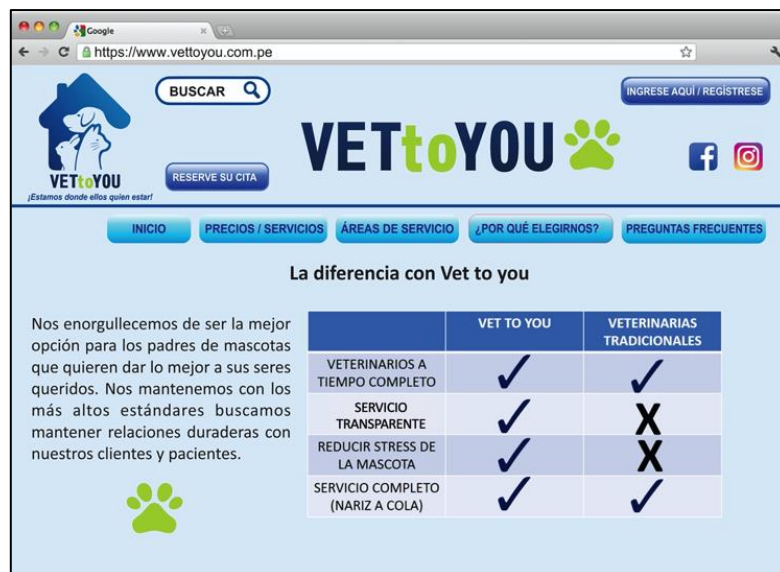 Google
https://www.vettoyou.com.pe
BUSCAR
INGRESE AQUÍ / REGÍSTRESE
VETtoYOU
VETtoYOU
¡Estamos donde ellos quien estar!
RESERVE SU CITA
INICIO
PRECIOS / SERVICIOS
ÁREAS DE SERVICIO
¿POR QUÉ ELEGIRNOS?
PREGUNTAS FRECUENTES
La diferencia con Vet to you
Nos enorgullecemos de ser la mejor
opción para los padres de mascotas
que quieren dar lo mejor a sus seres
queridos. Nos mantenemos con los
más altos estándares buscamos
mantener relaciones duraderas con
nuestros clientes y pacientes.
VET TO YOU
VETERINARIAS
TRADICIONALES
VETERINARIOS A
TIEMPO COMPLETO
SERVICIO
TRANSPARENTE
X
REDUCIR STRESS DE
LA MASCOTA
X
SERVICIO COMPLETO
(NARIZ A COLA)